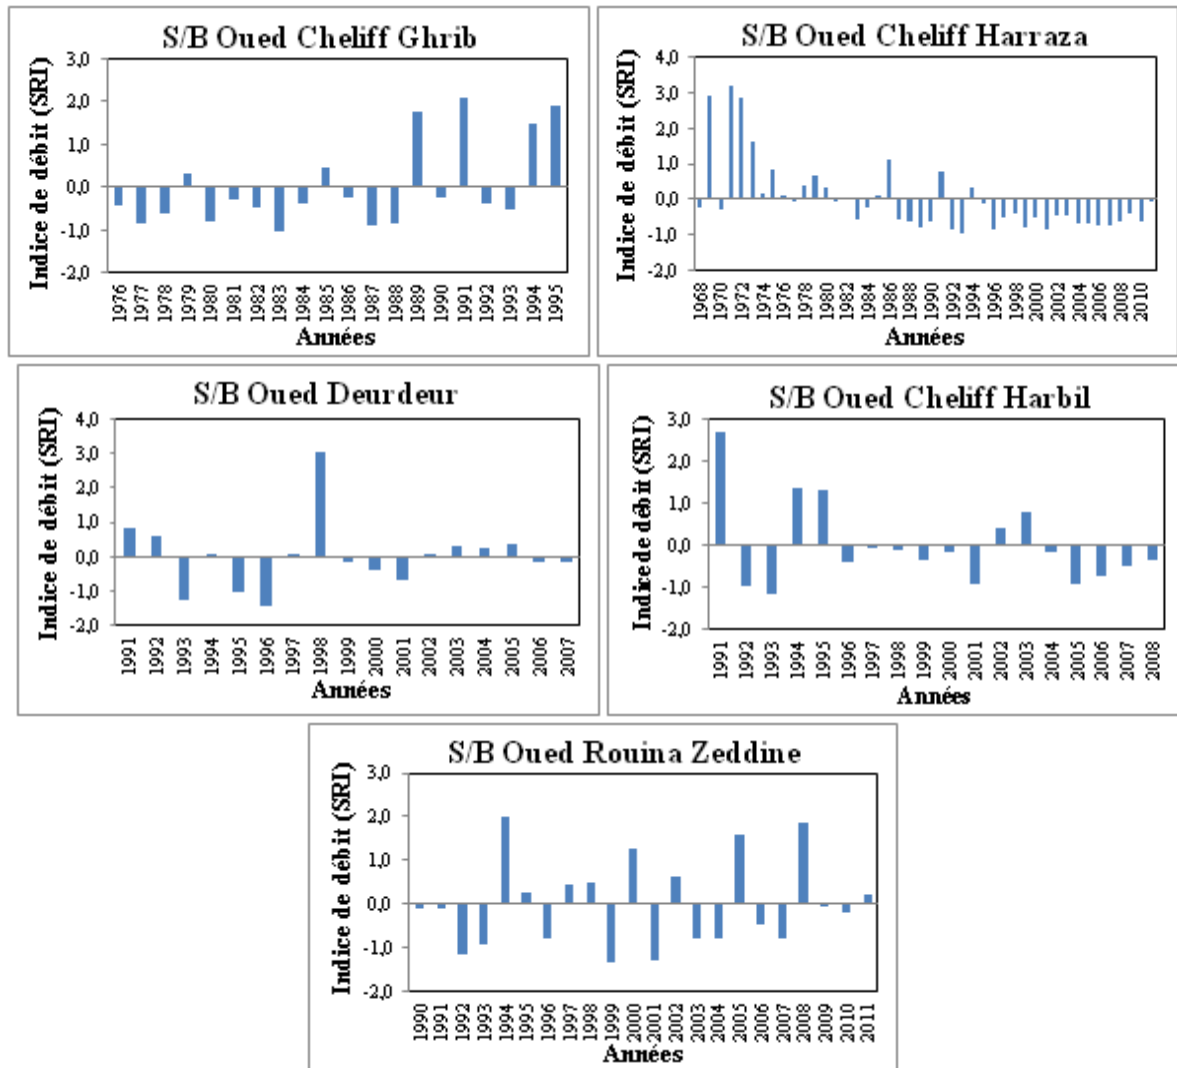 S/B Oued Cheliff Ghrib
Indice de débit (SRI)
3,0
2,0
1,0
0,0
-1,0
-2,0
1976 1977 1978 1979 1980 1981 1982 1983 1984 1985 1986 1987 1988 1989 1990 1991 1992 1993 1994 1995
Années
S/B Oued Cheliff Harraza
Indice de débit (SRI)
4,0
3,0
2,0
1,0
0,0
-1,0
-2,0
1968 1970 1972 1974 1976 1978 1980 1982 1984 1986 1988 1990 1992 1994 1996 1998 2000 2002 2004 2006 2008 2010
Années
S/B Oued Deurdeur
Indice de débit (SRI)
4,0
3,0
2,0
1,0
0,0
-1,0
-2,0
1991 1992 1993 1994 1995 1996 1997 1998 1999 2000 2001 2002 2003 2004 2005 2006 2007
Années
S/B Oued Cheliff Harbil
Indice de débit (SRI)
3,0
2,0
1,0
0,0
-1,0
-2,0
1991 1992 1993 1994 1995 1996 1997 1998 1999 2000 2001 2002 2003 2004 2005 2006 2007 2008
Années
S/B Oued Rouina Zeddine
Indice de débit (SRI)
3,0
2,0
1,0
0,0
-1,0
-2,0
1990 1991 1992 1993 1994 1995 1996 1997 1998 1999 2000 2001 2002 2003 2004 2005 2006 2007 2008 2009 2010 2011
Années